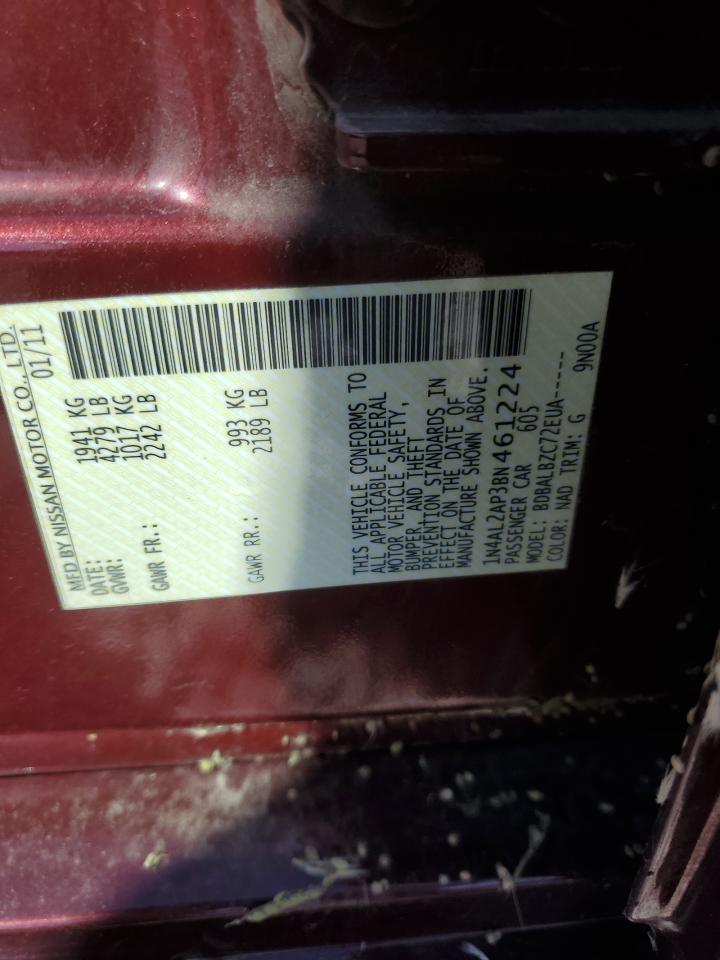 MFD BY NISSAN MOTOR CO., LTD.
DATE: 01/11
GVWR: 1941 KG
4279 LB
GAWR FR.: 1017 KG
2242 LB
GAWR RR.: 993 KG
2189 LB
THIS VEHICLE CONFORMS TO
ALL APPLICABLE FEDERAL
MOTOR VEHICLE SAFETY,
BUMPER, AND THEFT
PREVENTION STANDARDS IN
EFFECT ON THE DATE OF
MANUFACTURE SHOWN ABOVE.
1N4AL2AP3BN461224
PASSENGER CAR 605
MODEL: BDBALBZC72EUA-----
COLOR: NAD TRIM: G 9N00A